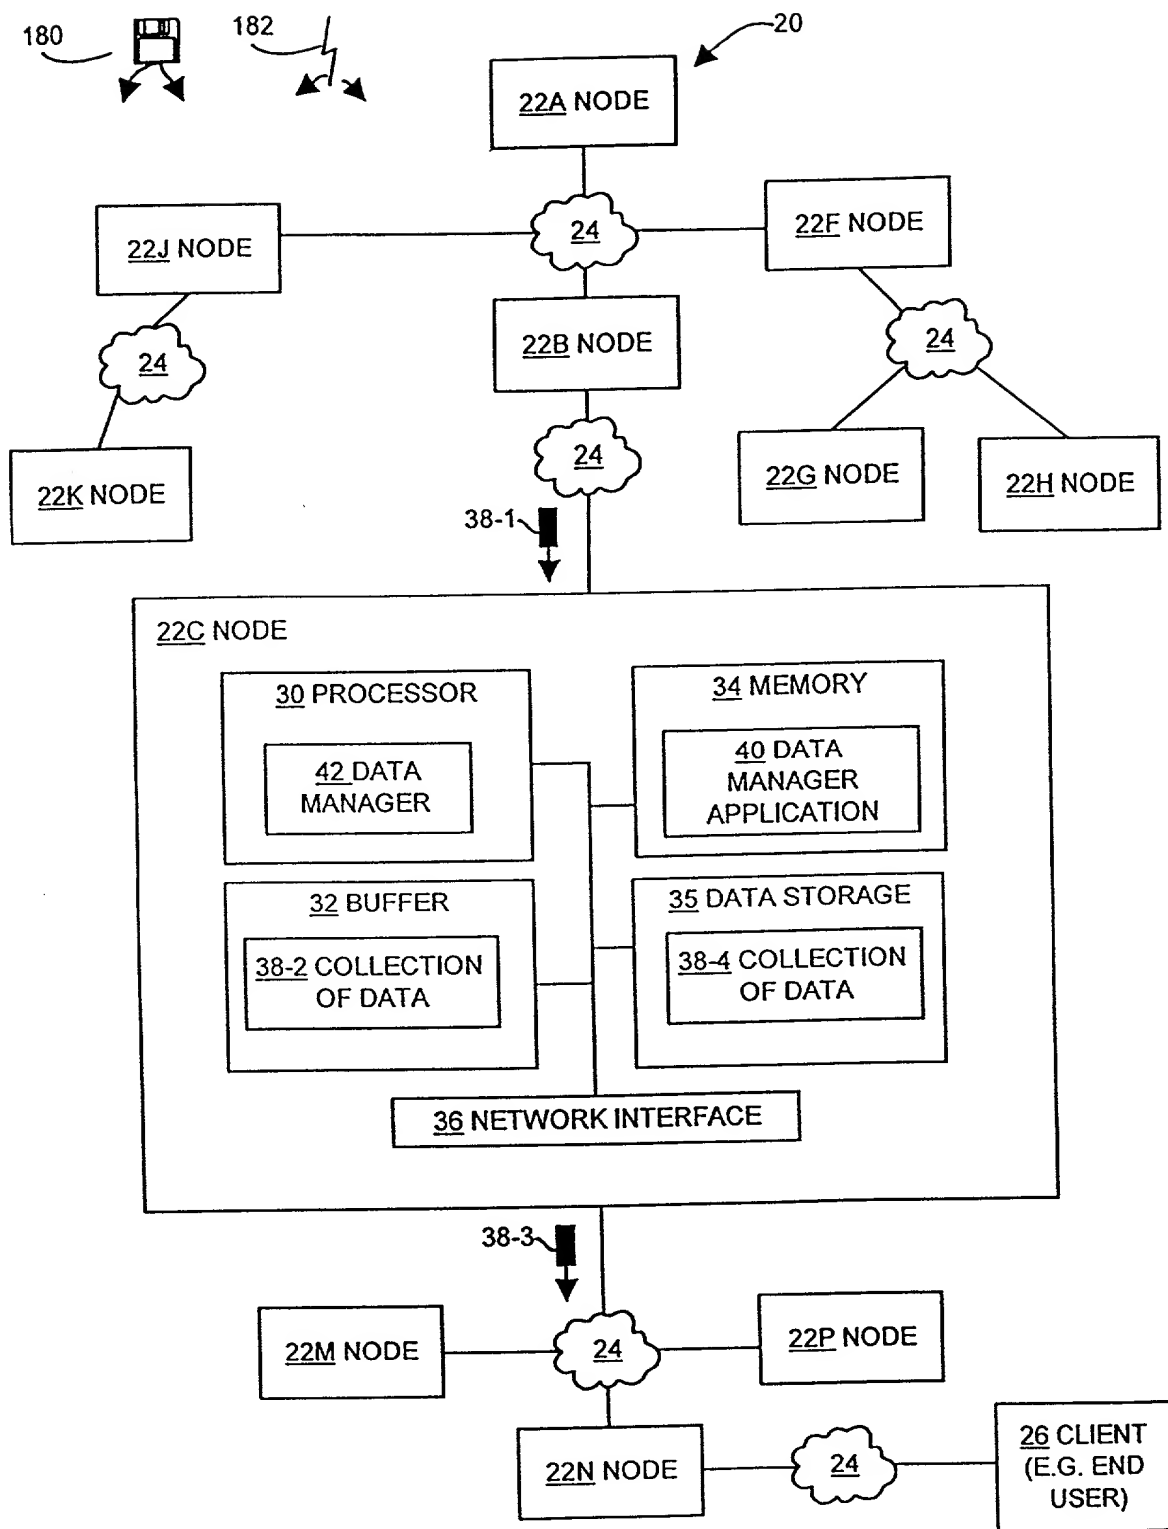 180
182
20
22A NODE
22J NODE
24
22F NODE
24
22B NODE
24
24
22K NODE
22G NODE
22H NODE
38-1
22C NODE
30 PROCESSOR
42 DATA
MANAGER
34 MEMORY
40 DATA
MANAGER
APPLICATION
32 BUFFER
38-2 COLLECTION
OF DATA
35 DATA STORAGE
38-4 COLLECTION
OF DATA
36 NETWORK INTERFACE
38-3
22M NODE
24
22P NODE
22N NODE
24
26 CLIENT
(E.G. END
USER)